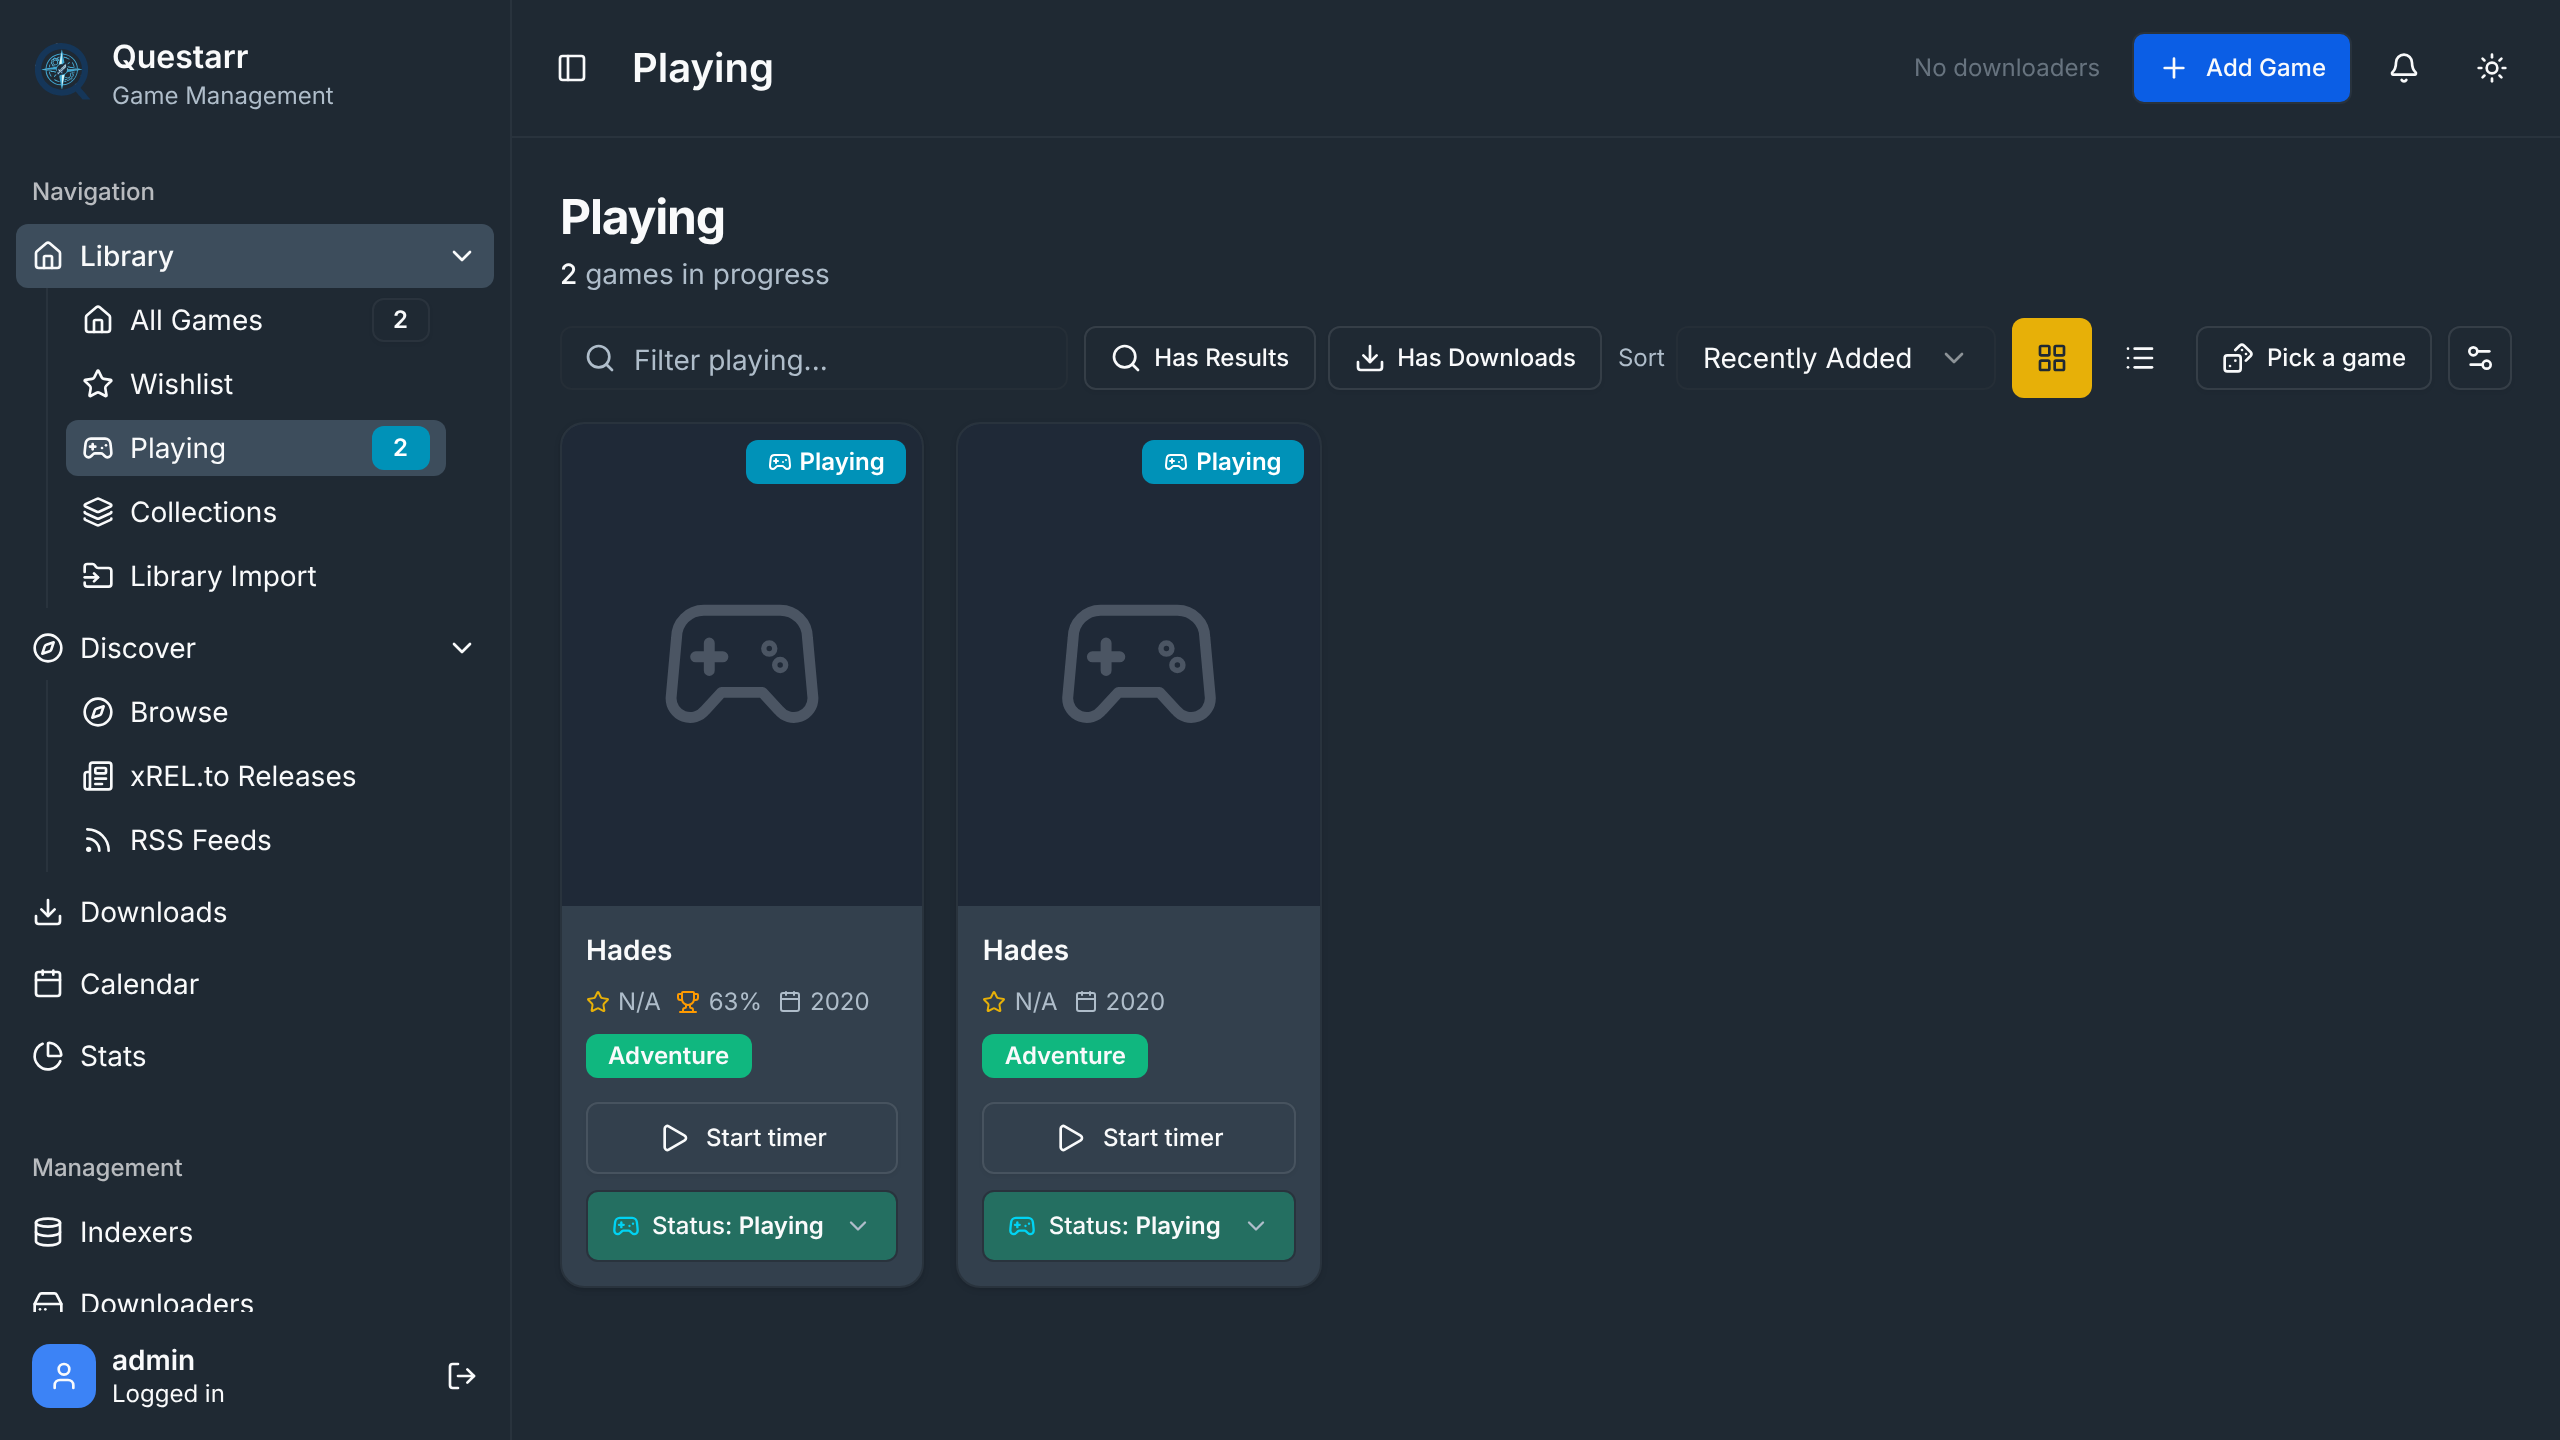 Questarr
Game Management
Navigation
Library
All Games 2
Wishlist
Playing 2
Collections
Library Import
Discover
Browse
xREL.to Releases
RSS Feeds
Downloads
Calendar
Stats
Management
Indexers
Downloaders
admin
Logged in
Playing
No downloaders
Add Game
Playing
2 games in progress
Filter playing...
Has Results
Has Downloads
Sort
Recently Added
Pick a game
Playing
Hades
N/A 63% 2020
Adventure
Start timer
Status: Playing
Playing
Hades
N/A 2020
Adventure
Start timer
Status: Playing